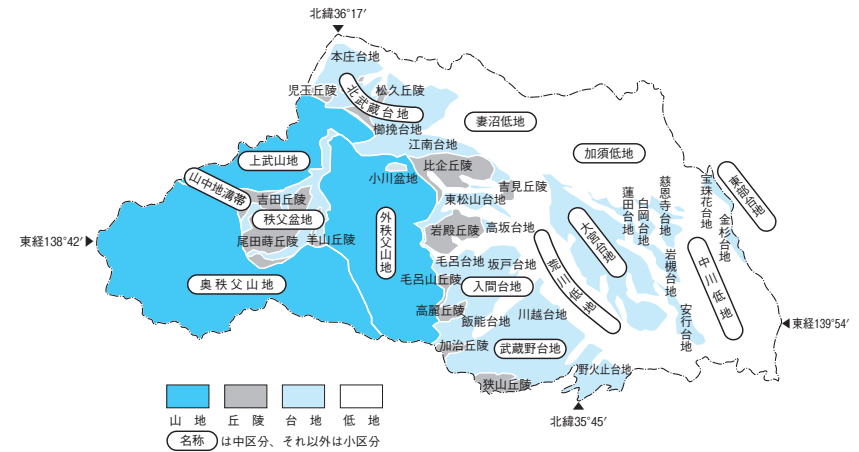 北緯36°17′
本庄台地
児玉丘陵
松久丘陵
北武蔵台地
櫛挽台地
妻沼低地
江南台地
加須低地
上武山地
比企丘陵
小川盆地
山中地溝帯
吉田丘陵
吉見丘陵
東松山台地
秩父盆地
外秩父山地
岩殿丘陵
高坂台地
尾田蒔丘陵
羊山丘陵
大宮台地
蓮田台地
白岡台地
慈恩寺台地
宝珠花台地
東部台地
金杉台地
東経138°42′
毛呂台地
坂戸台地
荒川低地
岩槻台地
中川低地
奥秩父山地
毛呂山丘陵
入間台地
高麗丘陵
飯能台地
川越台地
安行台地
東経139°54′
加治丘陵
武蔵野台地
狭山丘陵
野火止台地
北緯35°45′
山地 丘陵 台地 低地
名称 は中区分、それ以外は小区分